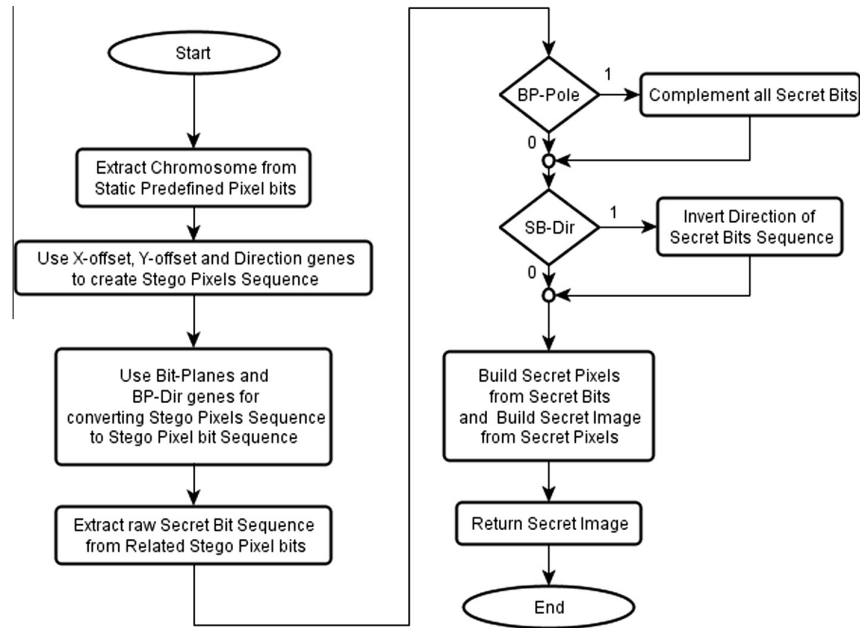 Start
Extract Chromosome from
Static Predefined Pixel bits
Use X-offset, Y-offset and Direction genes
to create Stego Pixels Sequence
Use Bit-Planes and
BP-Dir genes for
converting Stego Pixels Sequence
to Stego Pixel bit Sequence
Extract raw Secret Bit Sequence
from Related Stego Pixel bits
BP-Pole
1
Complement all Secret Bits
0
SB-Dir
1
Invert Direction of
Secret Bits Sequence
0
Build Secret Pixels
from Secret Bits
and Build Secret Image
from Secret Pixels
Return Secret Image
End